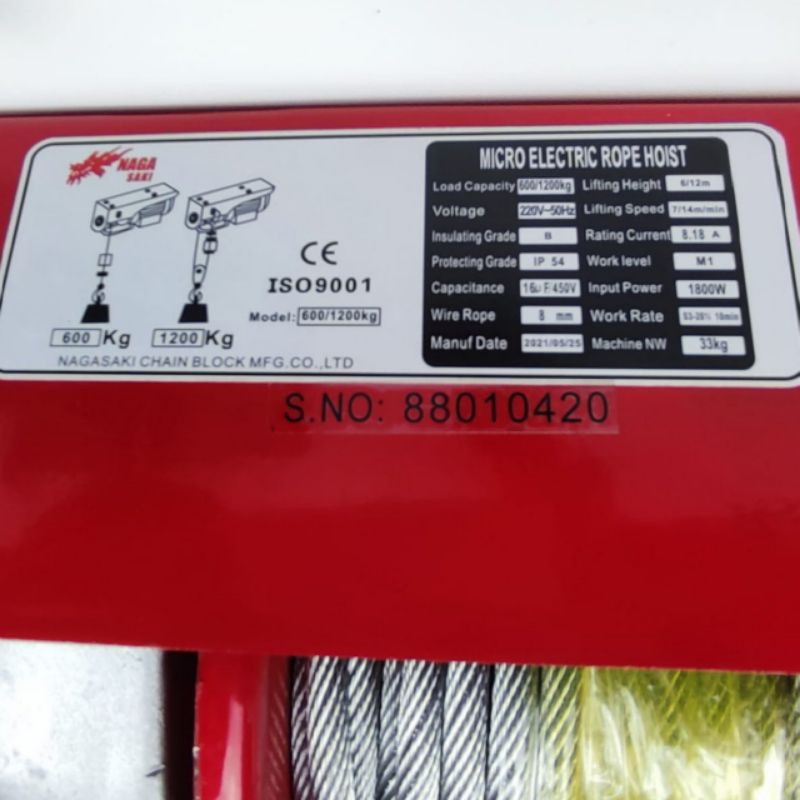 NAGA
SAKI
CE
ISO9001
Model: 600/1200kg
600 Kg 1200 Kg
NAGASAKI CHAIN BLOCK MFG.CO.,LTD
MICRO ELECTRIC ROPE HOIST
Load Capacity 600/1200kg Lifting Height 6/12m
Voltage 220V~50Hz Lifting Speed 7/14m/min
Insulating Grade B Rating Current 8.18 A
Protecting Grade IP 54 Work level M1
Capacitance 16μF/450V Input Power 1800W
Wire Rope 8 mm Work Rate 10min
Manuf Date 2021/05/25 Machine NW 33kg
S.NO: 88010420